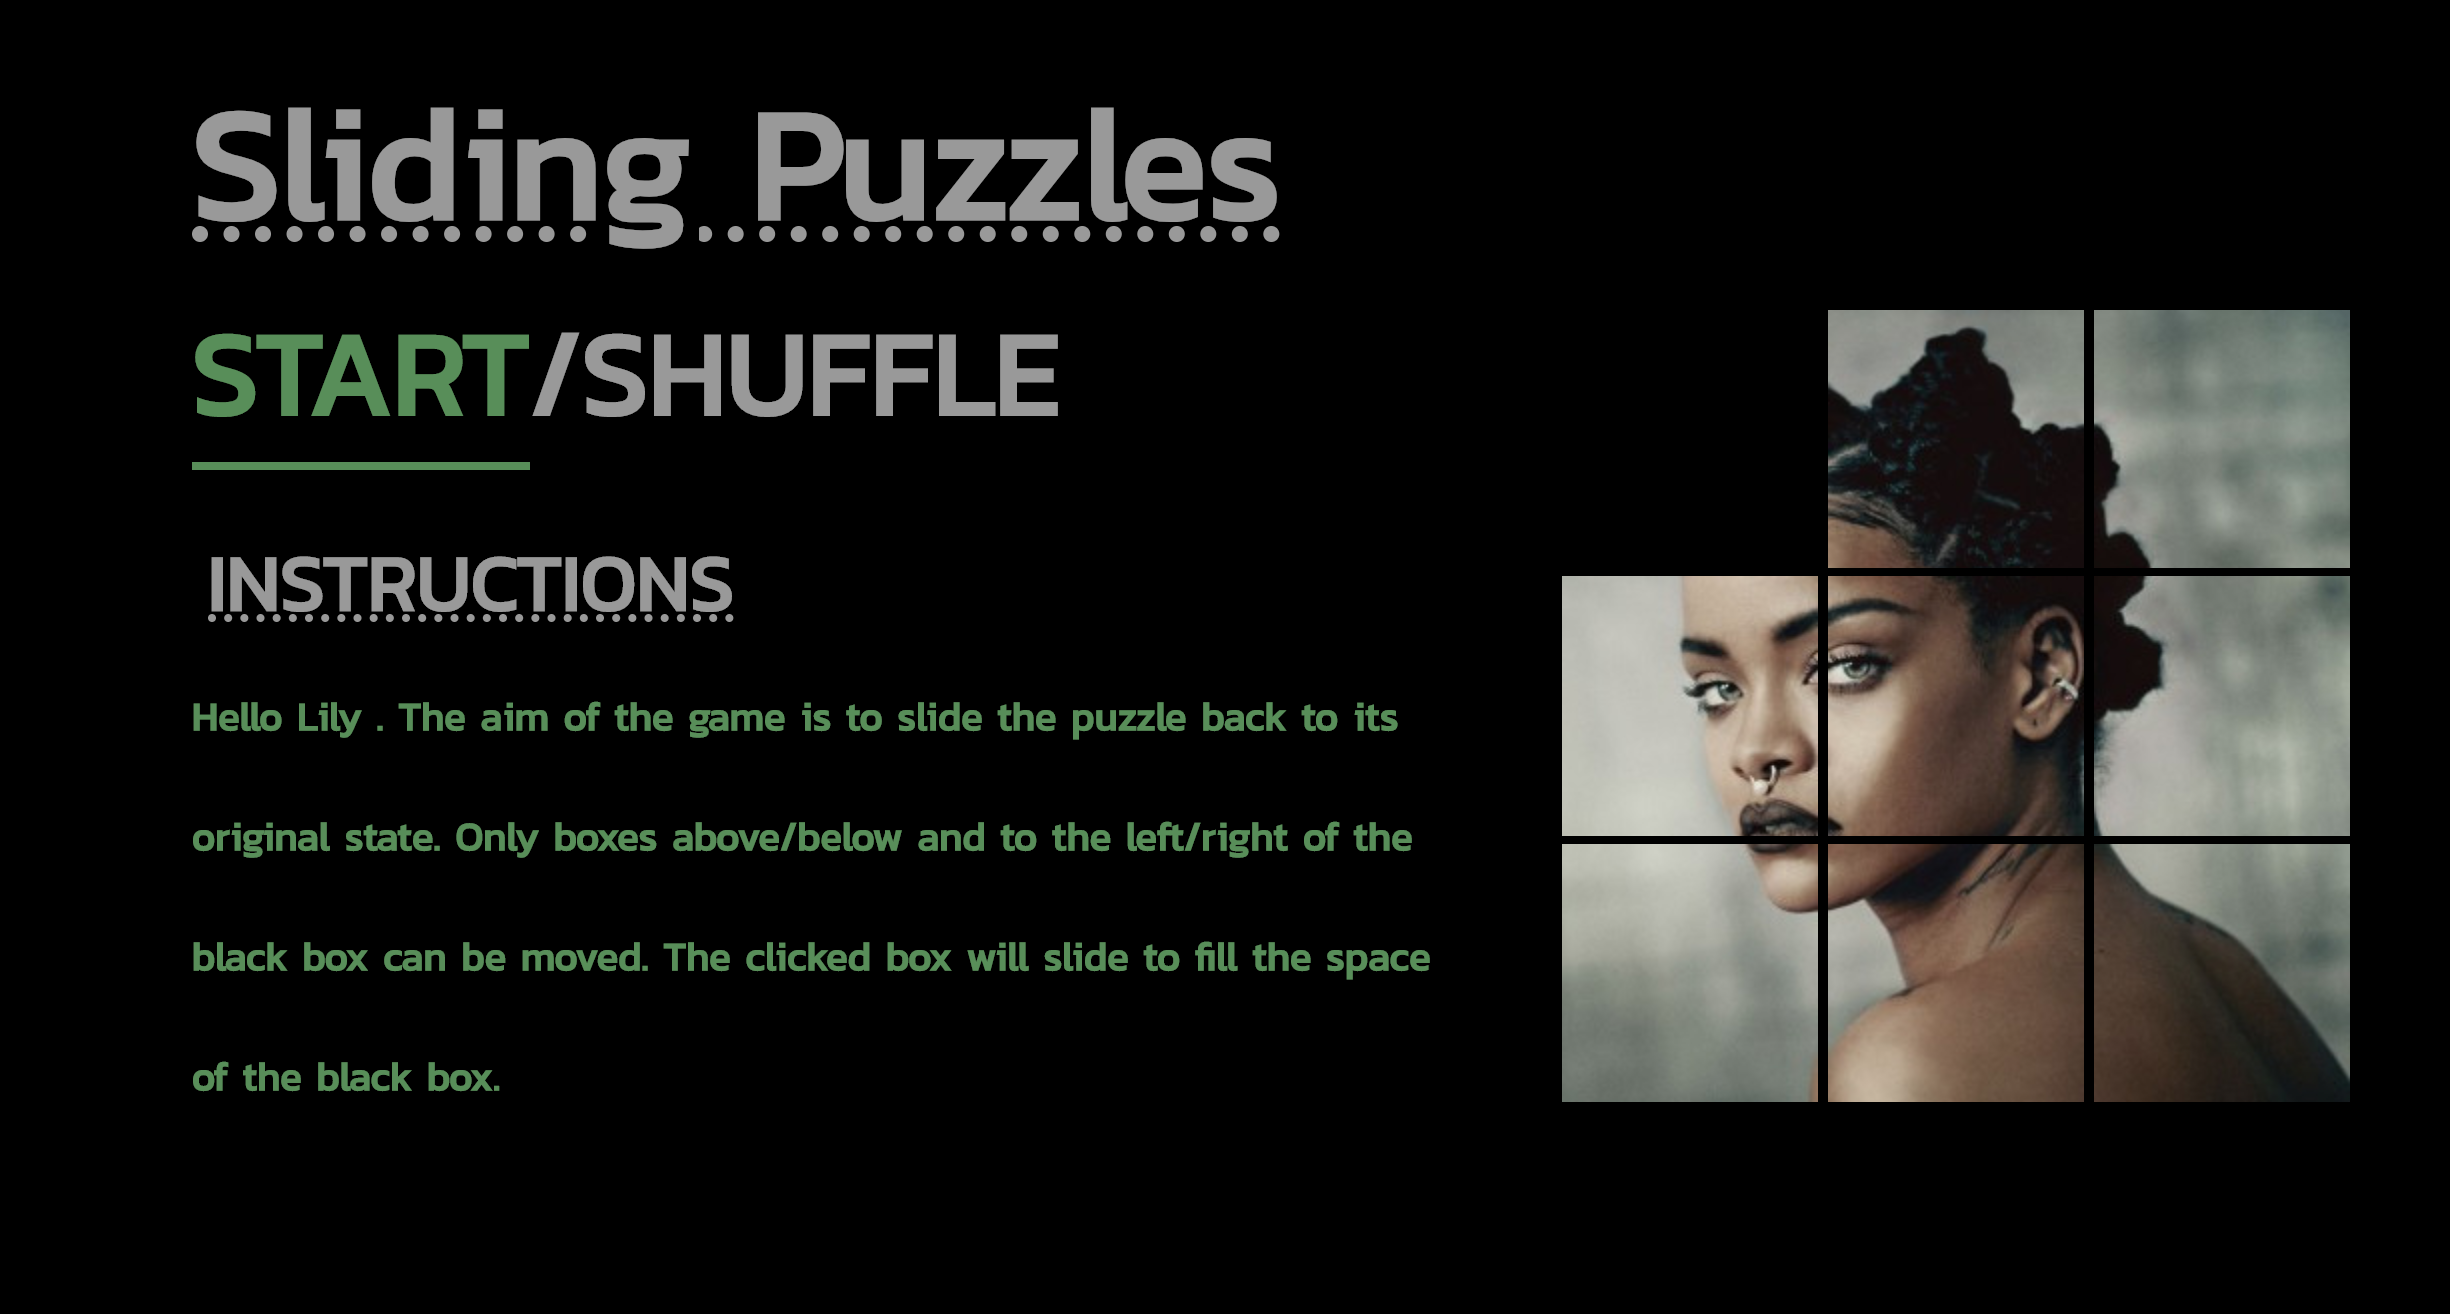 Sliding Puzzles
START/SHUFFLE
INSTRUCTIONS
Hello Lily . The aim of the game is to slide the puzzle back to its
original state. Only boxes above/below and to the left/right of the
black box can be moved. The clicked box will slide to fill the space
of the black box.